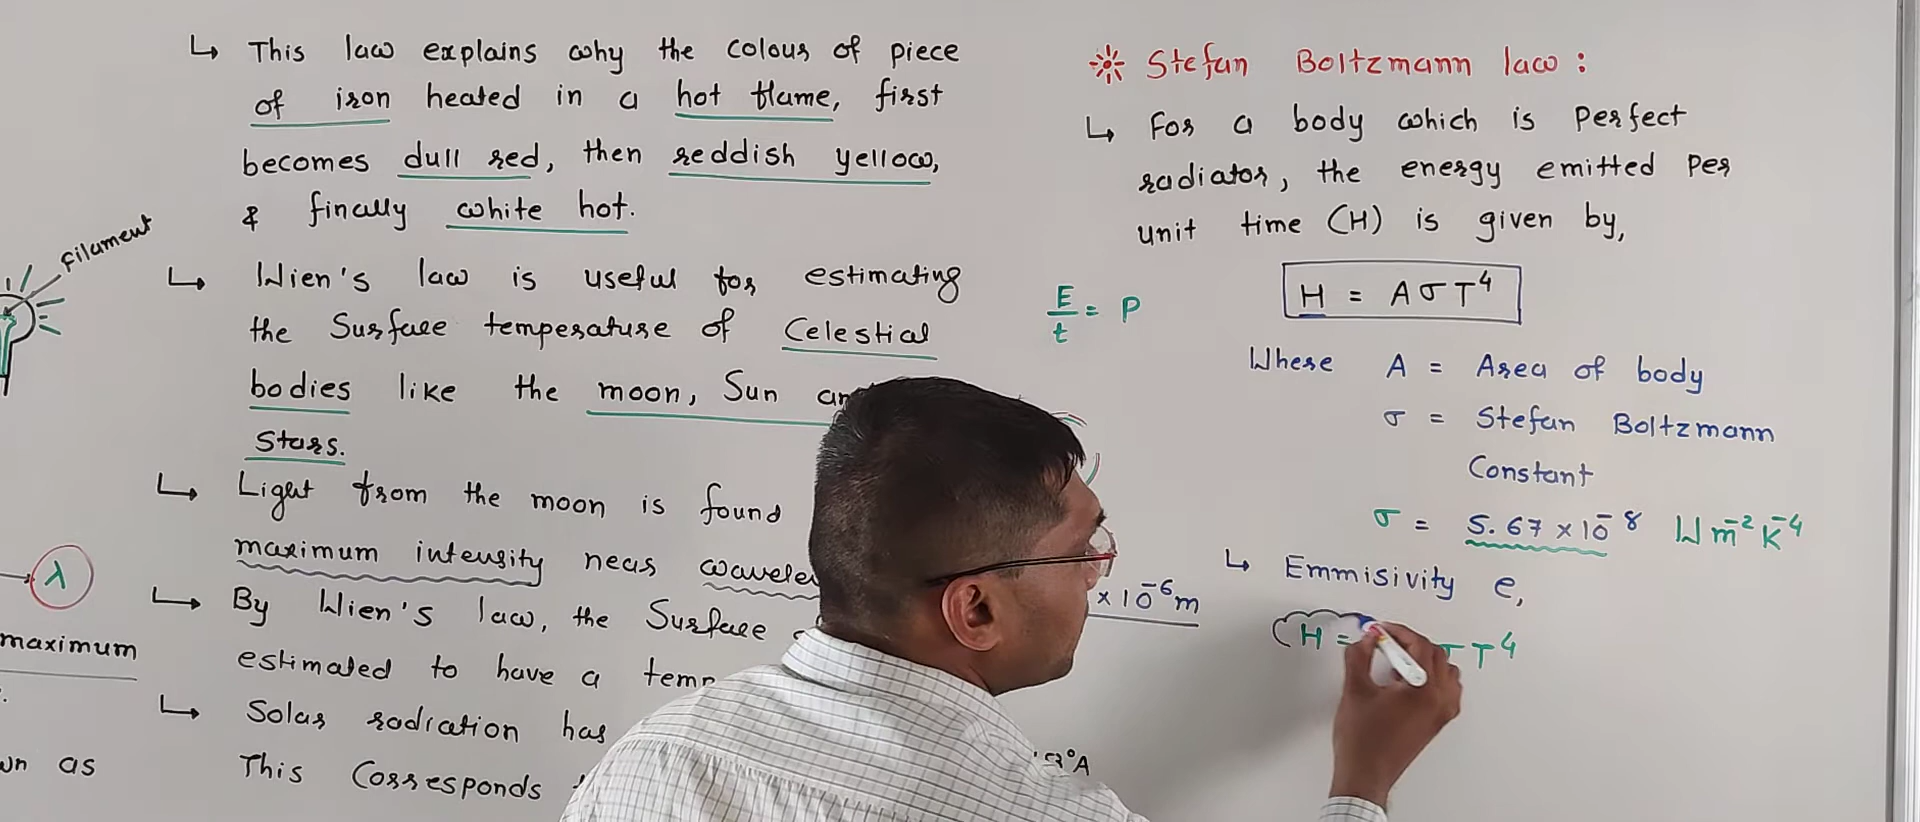 ↳ This law explains why the colour of piece
of iron heated in a hot flame, first
becomes dull red, then reddish yellow,
& finally white hot.
↳ Wien's law is useful for estimating
the Surface temperature of Celestial
bodies like the moon, Sun
Stars.
↳ Light from the moon is found
maximum intensity near
× 10⁻⁶ m
↳ By Wien's law, the Surface
estimated to have a
↳ Solar radiation has
This Corresponds
°A
filament
λ
maximum
as
E/t = P
Stefan Boltzmann law :
↳ For a body which is Perfect
radiator, the energy emitted Per
unit time (H) is given by,
H = AσT⁴
Where A = Area of body
σ = Stefan Boltzmann
Constant
σ = 5.67 × 10⁻⁸ W m⁻² K⁻⁴
↳ Emmisivity e,
H = T⁴